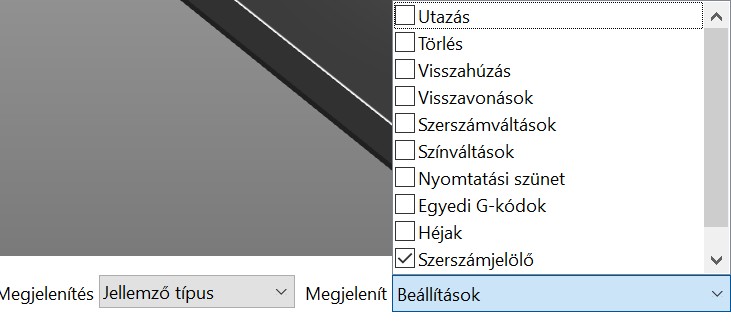 Utazás
Törlés
Visszahúzás
Visszavonások
Szerszámváltások
Színváltások
Nyomtatási szünet
Egyedi G-kódok
Héjak
Szerszámjelölő
Megjelenítés Jellemző típus Megjelenít Beállítások